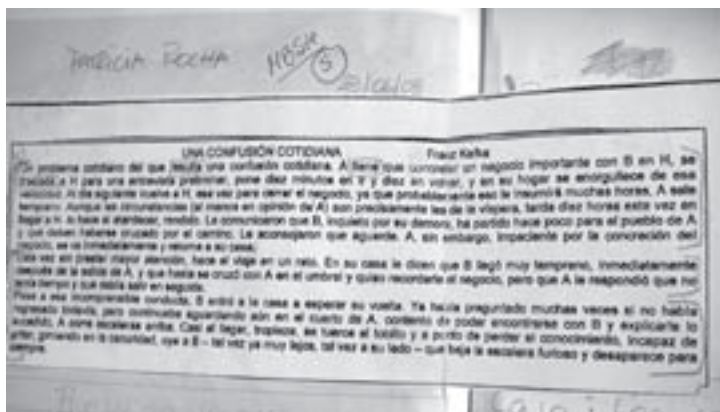 PATRICIA ROCHA MBSM 5
UNA CONFUSIÓN COTIDIANA Franz Kafka
Un problema cotidiano del que resulta una confusión cotidiana. A tiene que concretar un negocio importante con B en H, se
traslada a H para una entrevista preliminar, pone diez minutos en ir y diez en volver, y en su hogar se enorgullece de esa
velocidad. Al día siguiente vuelve a H, esa vez para cerrar el negocio, ya que probablemente eso le insumirá muchas horas. A sale
temprano. Aunque las circunstancias (al menos en opinión de A) son precisamente las de la víspera, tarda diez horas esta vez en
llegar a H. Lo hace al atardecer, rendido. Le comunicaron que B, inquieto por su demora, ha partido hace poco para el pueblo de A
y que deben haberse cruzado por el camino. Le aconsejaron que aguarde. A, sin embargo, impaciente por la concreción del
negocio, se va inmediatamente y retorna a su casa.
Esta vez sin prestar mayor atención, hace el viaje en un rato. En su casa le dicen que B llegó muy temprano, inmediatamente
después de la salida de A, y que hasta se cruzó con A en el umbral y quiso recordarle el negocio, pero que A le respondió que no
tenía tiempo y que debía salir en seguida.
Pese a esa incomprensible conducta, B entró a la casa a esperar su vuelta. Ya había preguntado muchas veces si no había
regresado todavía, pero continuaba aguardando aún en el cuarto de A. contento de poder encontrarse con B y explicarle lo
sucedido, A corre escaleras arriba. Casi al llegar, tropieza, se tuerce el tobillo y a punto de perder el conocimiento, incapaz de
gritar, gimiendo en la oscuridad, oye a B – tal vez ya muy lejos, tal vez a su lado – que baja la escalera furioso y desaparece para
siempre.